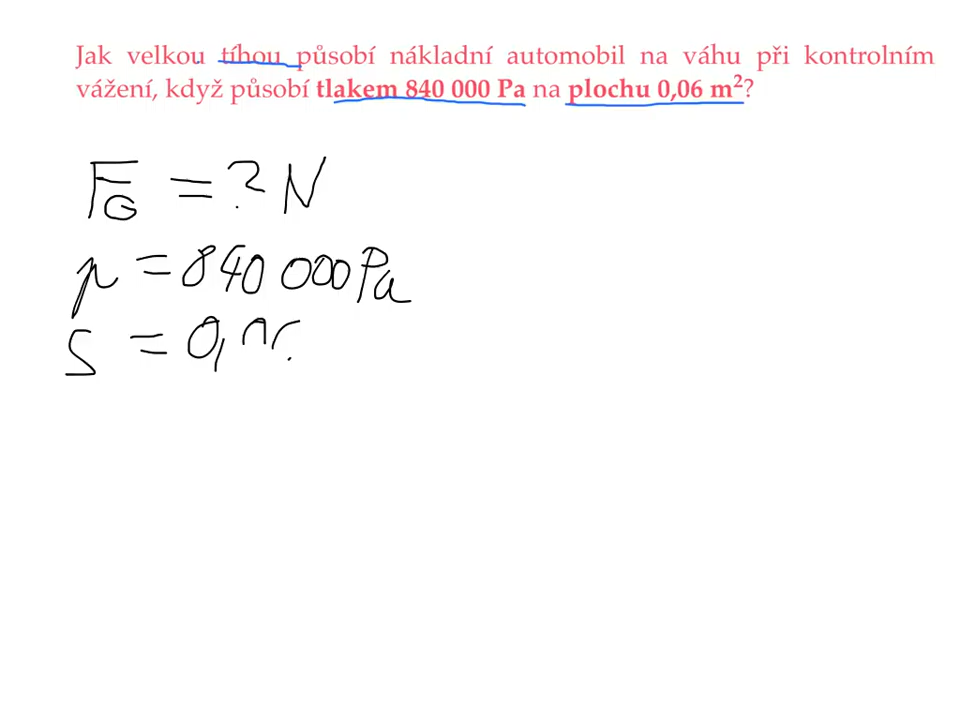 Jak velkou tíhou působí nákladní automobil na váhu při kontrolním
vážení, když působí tlakem 840 000 Pa na plochu 0,06 m²?
F_G = ? N
p = 840 000 Pa
S = 0,0